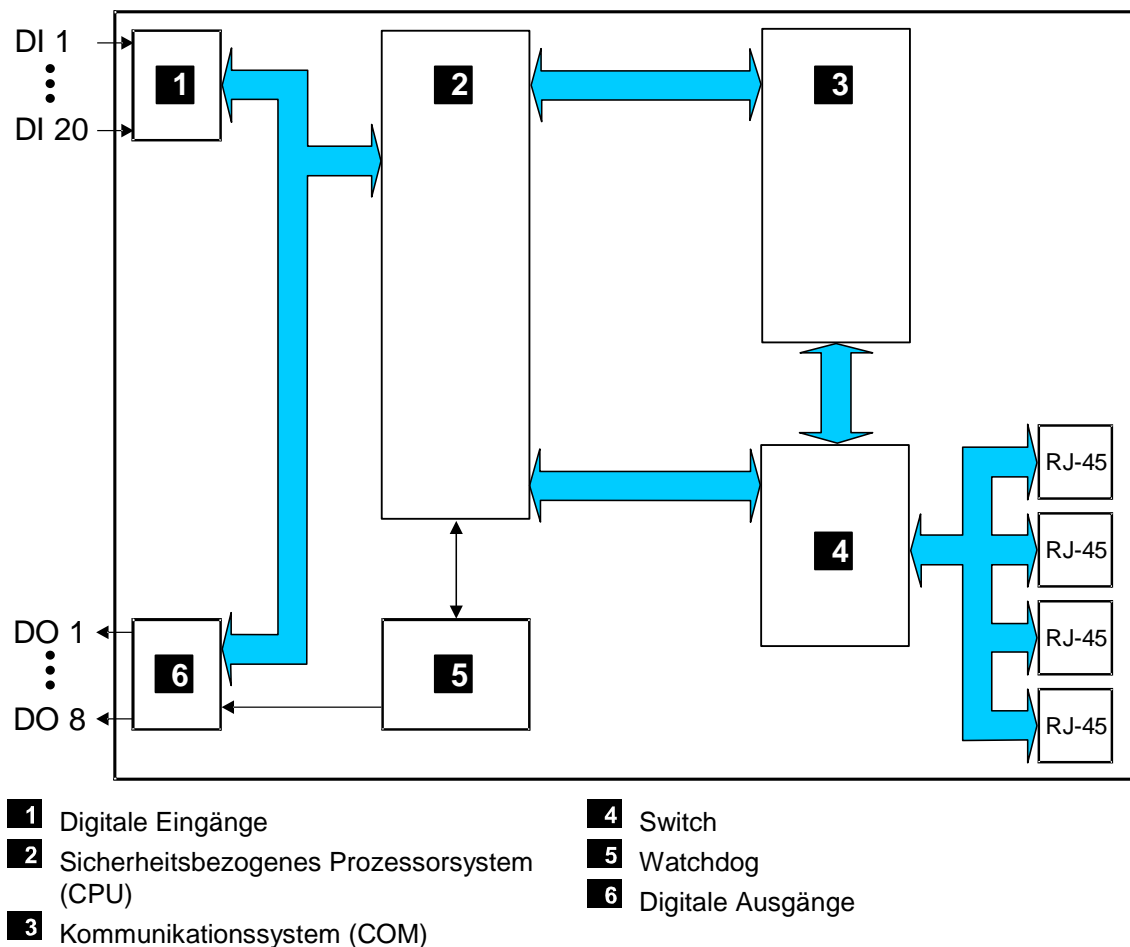 DI 1
DI 20
1
2
3
RJ-45
RJ-45
4
RJ-45
RJ-45
DO 1
DO 8
6
5
1 Digitale Eingänge
2 Sicherheitsbezogenes Prozessorsystem
(CPU)
3 Kommunikationssystem (COM)
4 Switch
5 Watchdog
6 Digitale Ausgänge